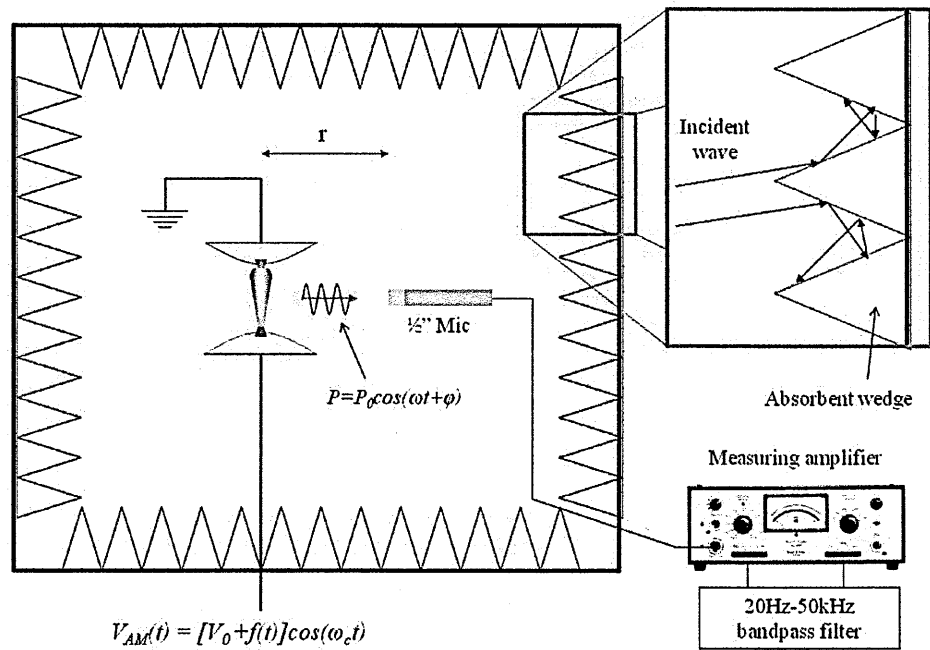 r
Incident
wave
½" Mic
P=P₀cos(ωt+φ)
Absorbent wedge
Measuring amplifier
20Hz-50kHz
bandpass filter
V_AM(t) = [V₀+f(t)]cos(ω_c t)